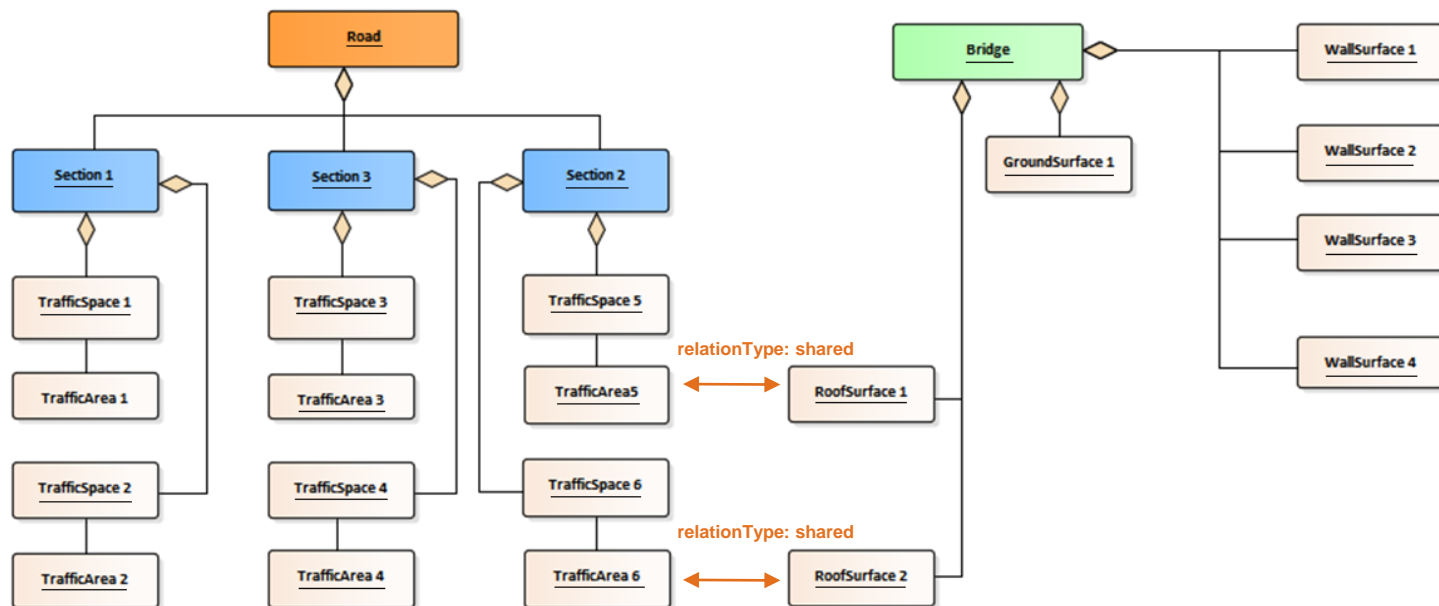 Road
Bridge
WallSurface 1
Section 1
Section 3
Section 2
GroundSurface 1
WallSurface 2
WallSurface 3
TrafficSpace 1
TrafficSpace 3
TrafficSpace 5
relationType: shared
WallSurface 4
TrafficArea 1
TrafficArea 3
TrafficArea5
RoofSurface 1
TrafficSpace 2
TrafficSpace 4
TrafficSpace 6
relationType: shared
TrafficArea 2
TrafficArea 4
TrafficArea 6
RoofSurface 2